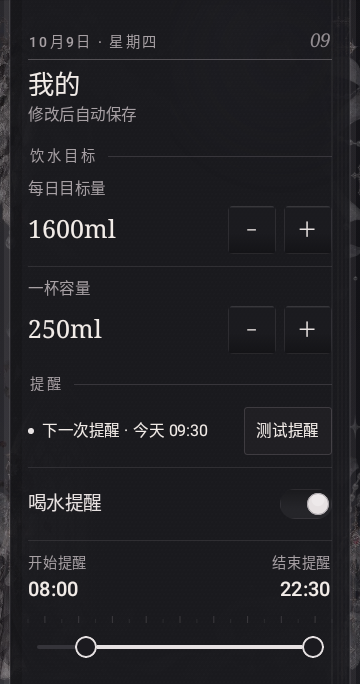 10月9日 · 星期四
09
我的
修改后自动保存
饮水目标
每日目标量
1600ml
- +
一杯容量
250ml
- +
提醒
• 下一次提醒 · 今天 09:30
测试提醒
喝水提醒
开始提醒 结束提醒
08:00 22:30